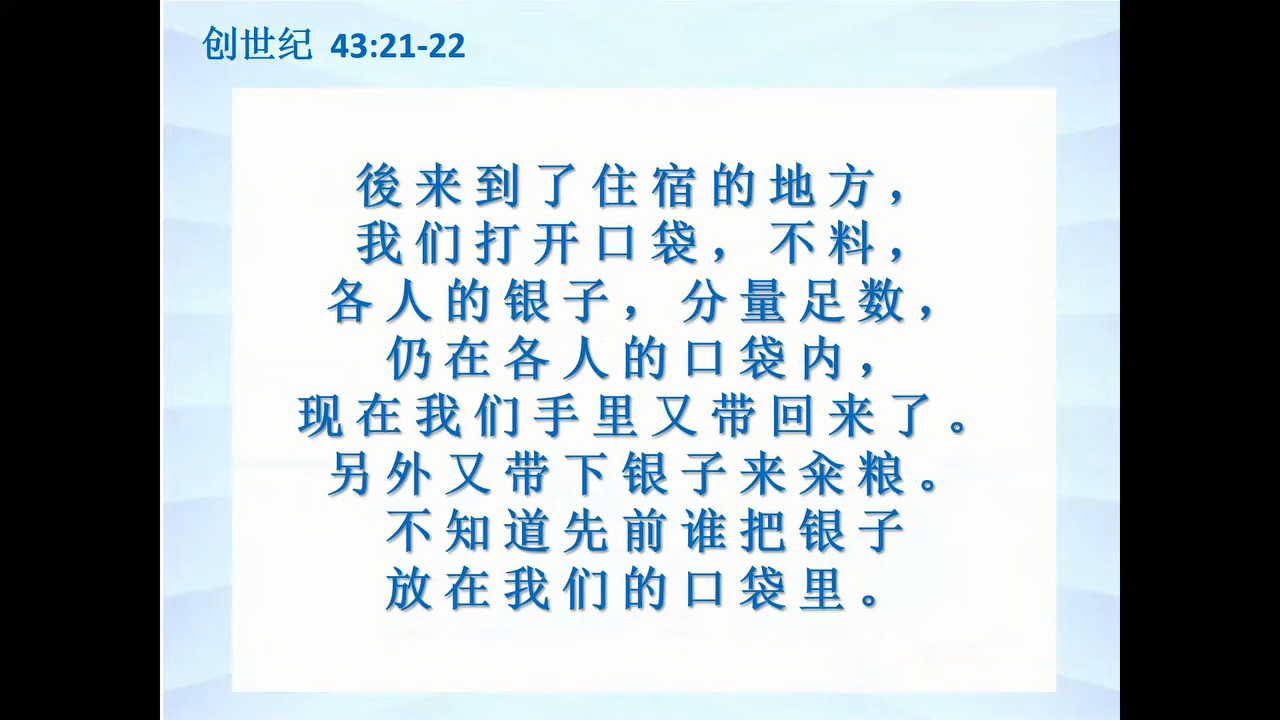 创世纪 43:21-22
後来到了住宿的地方，
我们打开口袋，不料，
各人的银子，分量足数，
仍在各人的口袋内，
现在我们手里又带回来了。
另外又带下银子来籴粮。
不知道先前谁把银子
放在我们的口袋里。